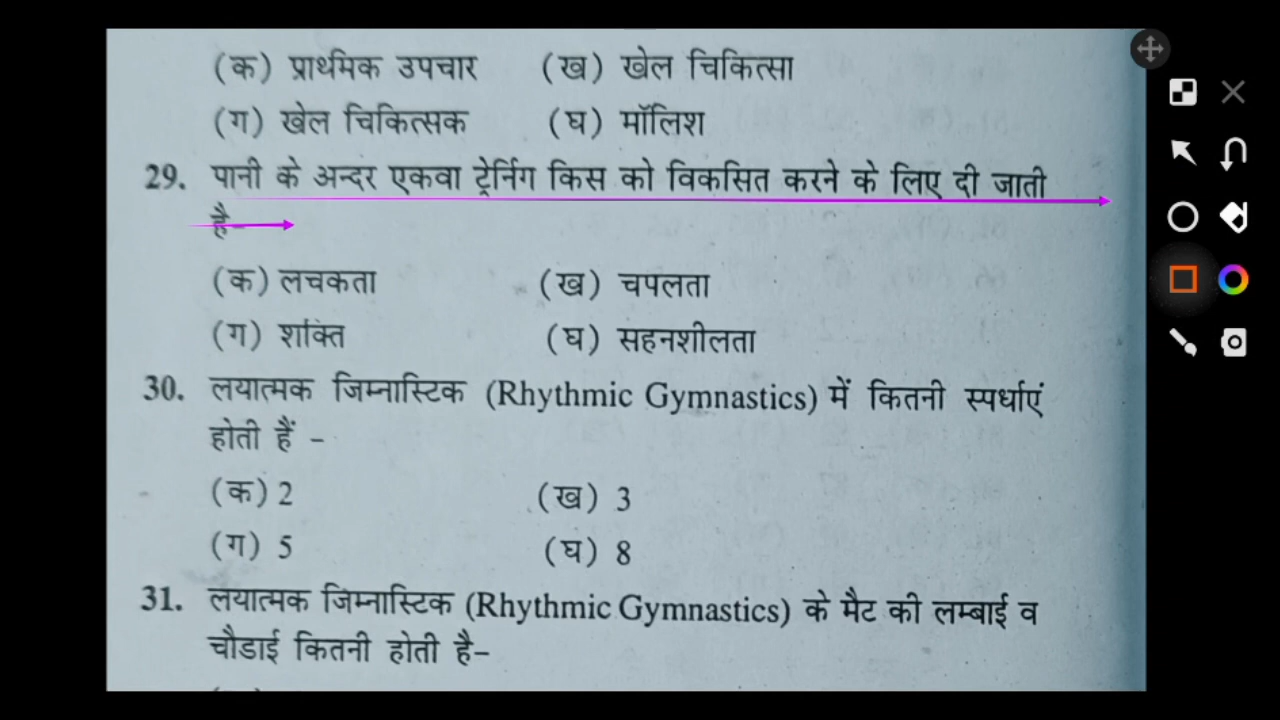 (क) प्राथमिक उपचार (ख) खेल चिकित्सा
(ग) खेल चिकित्सक (घ) मॉलिश
29. पानी के अन्दर एकवा ट्रेर्निग किस को विकसित करने के लिए दी जाती
है-
(क) लचकता (ख) चपलता
(ग) शक्ति (घ) सहनशीलता
30. लयात्मक जिम्नास्टिक (Rhythmic Gymnastics) में कितनी स्पर्धाएं
होती हैं -
(क) 2 (ख) 3
(ग) 5 (घ) 8
31. लयात्मक जिम्नास्टिक (Rhythmic Gymnastics) के मैट की लम्बाई व
चौडाई कितनी होती है-